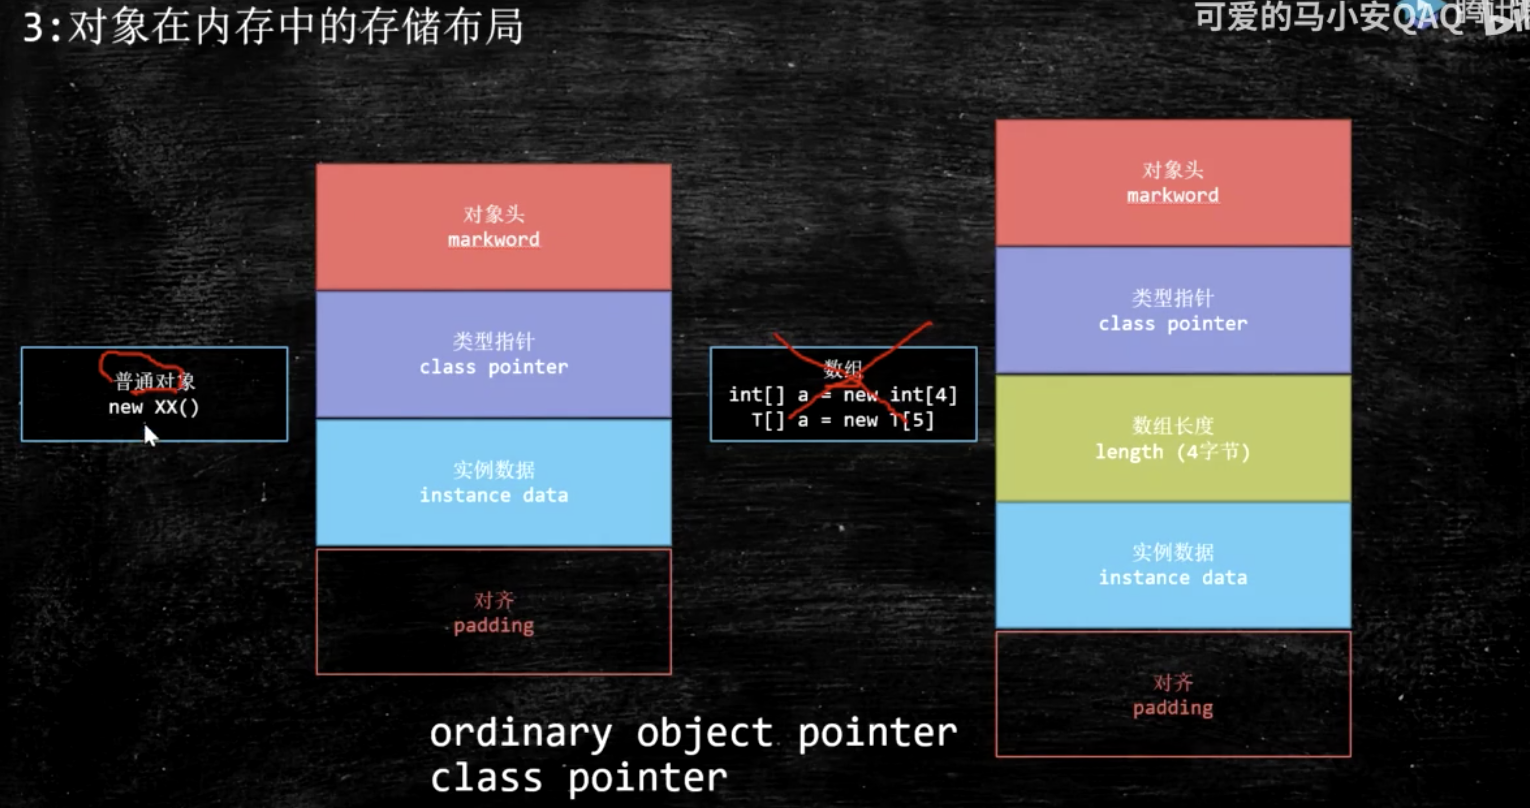 3:对象在内存中的存储布局
可爱的马小安QAQ
普通对象
new XX()
对象头
markword
类型指针
class pointer
实例数据
instance data
对齐
padding
数组
int[] a = new int[4]
T[] a = new T[5]
对象头
markword
类型指针
class pointer
数组长度
length (4字节)
实例数据
instance data
对齐
padding
ordinary object pointer
class pointer